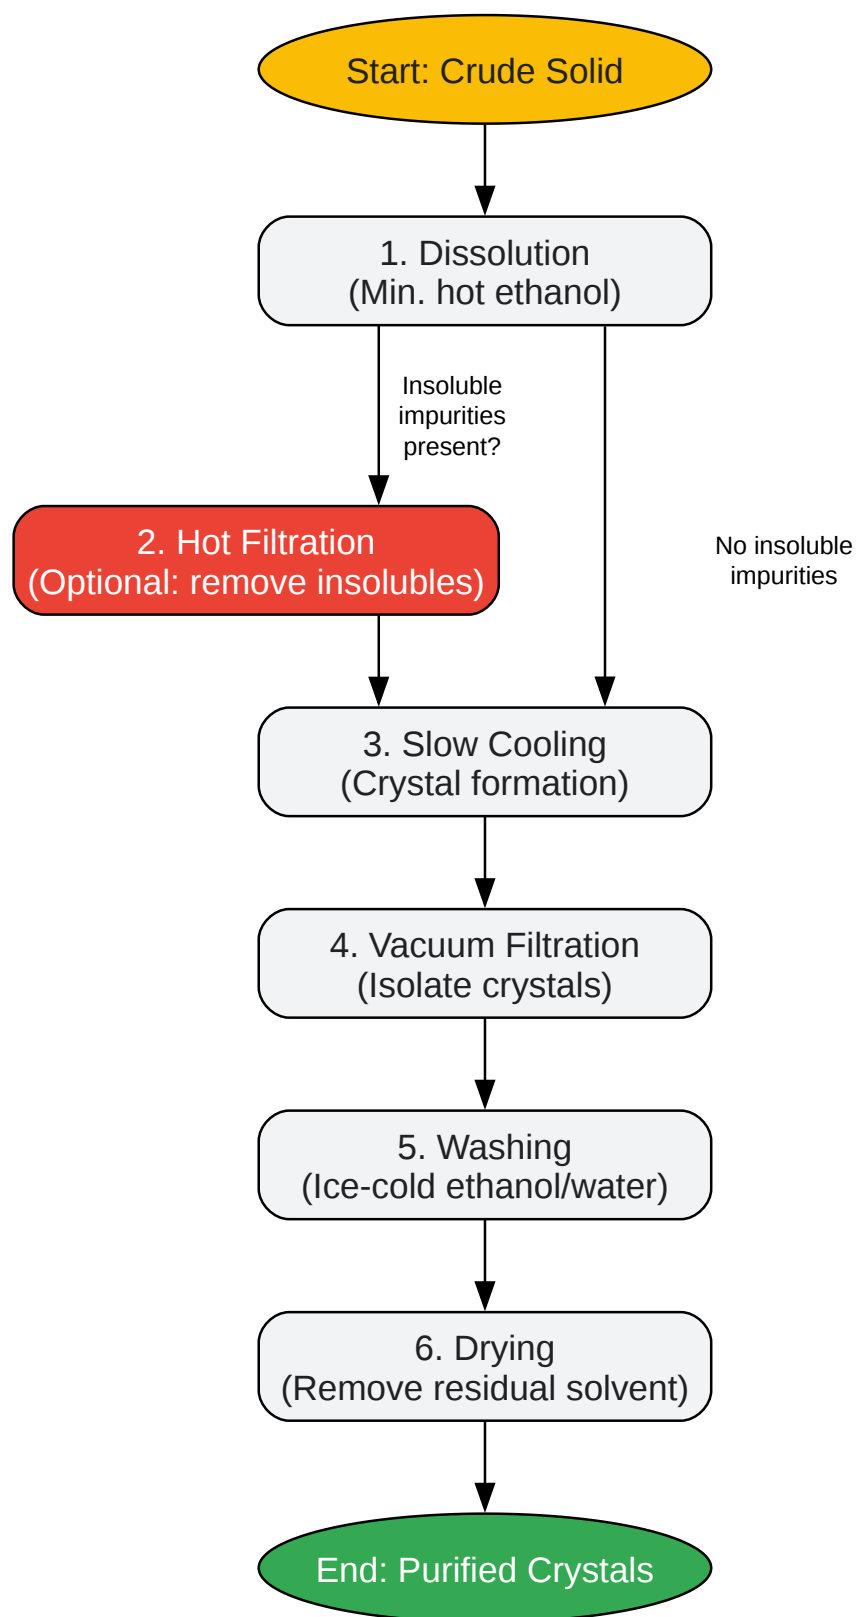 Start: Crude Solid
1. Dissolution
(Min. hot ethanol)
Insoluble
impurities
present?
2. Hot Filtration
(Optional: remove insolubles)
No insoluble
impurities
3. Slow Cooling
(Crystal formation)
4. Vacuum Filtration
(Isolate crystals)
5. Washing
(Ice-cold ethanol/water)
6. Drying
(Remove residual solvent)
End: Purified Crystals